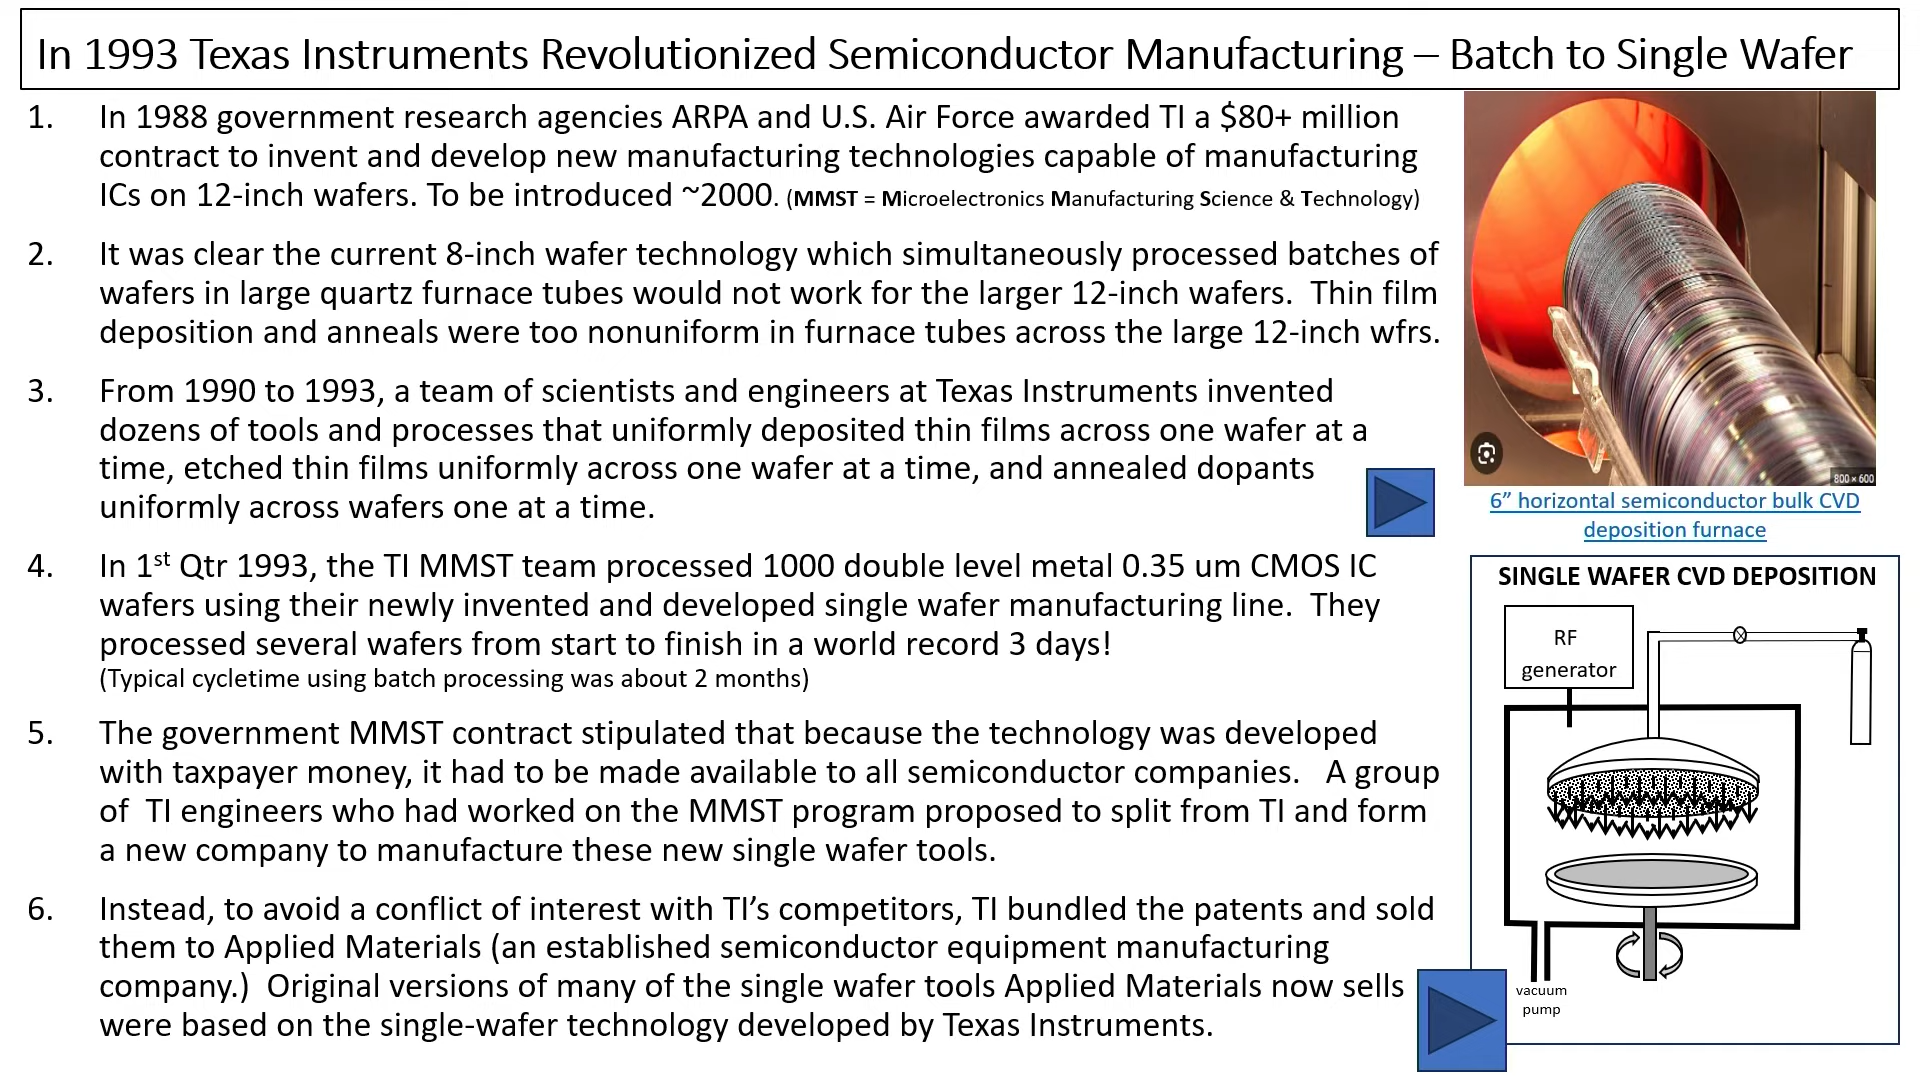 In 1993 Texas Instruments Revolutionized Semiconductor Manufacturing – Batch to Single Wafer
1. In 1988 government research agencies ARPA and U.S. Air Force awarded TI a $80+ million
contract to invent and develop new manufacturing technologies capable of manufacturing
ICs on 12-inch wafers. To be introduced ~2000. (MMST = Microelectronics Manufacturing Science & Technology)
2. It was clear the current 8-inch wafer technology which simultaneously processed batches of
wafers in large quartz furnace tubes would not work for the larger 12-inch wafers. Thin film
deposition and anneals were too nonuniform in furnace tubes across the large 12-inch wfrs.
3. From 1990 to 1993, a team of scientists and engineers at Texas Instruments invented
dozens of tools and processes that uniformly deposited thin films across one wafer at a
time, etched thin films uniformly across one wafer at a time, and annealed dopants
uniformly across wafers one at a time.
4. In 1st Qtr 1993, the TI MMST team processed 1000 double level metal 0.35 um CMOS IC
wafers using their newly invented and developed single wafer manufacturing line. They
processed several wafers from start to finish in a world record 3 days!
(Typical cycletime using batch processing was about 2 months)
5. The government MMST contract stipulated that because the technology was developed
with taxpayer money, it had to be made available to all semiconductor companies. A group
of TI engineers who had worked on the MMST program proposed to split from TI and form
a new company to manufacture these new single wafer tools.
6. Instead, to avoid a conflict of interest with TI’s competitors, TI bundled the patents and sold
them to Applied Materials (an established semiconductor equipment manufacturing
company.) Original versions of many of the single wafer tools Applied Materials now sells
were based on the single-wafer technology developed by Texas Instruments.
800 × 600
6” horizontal semiconductor bulk CVD
deposition furnace
SINGLE WAFER CVD DEPOSITION
RF
generator
vacuum
pump